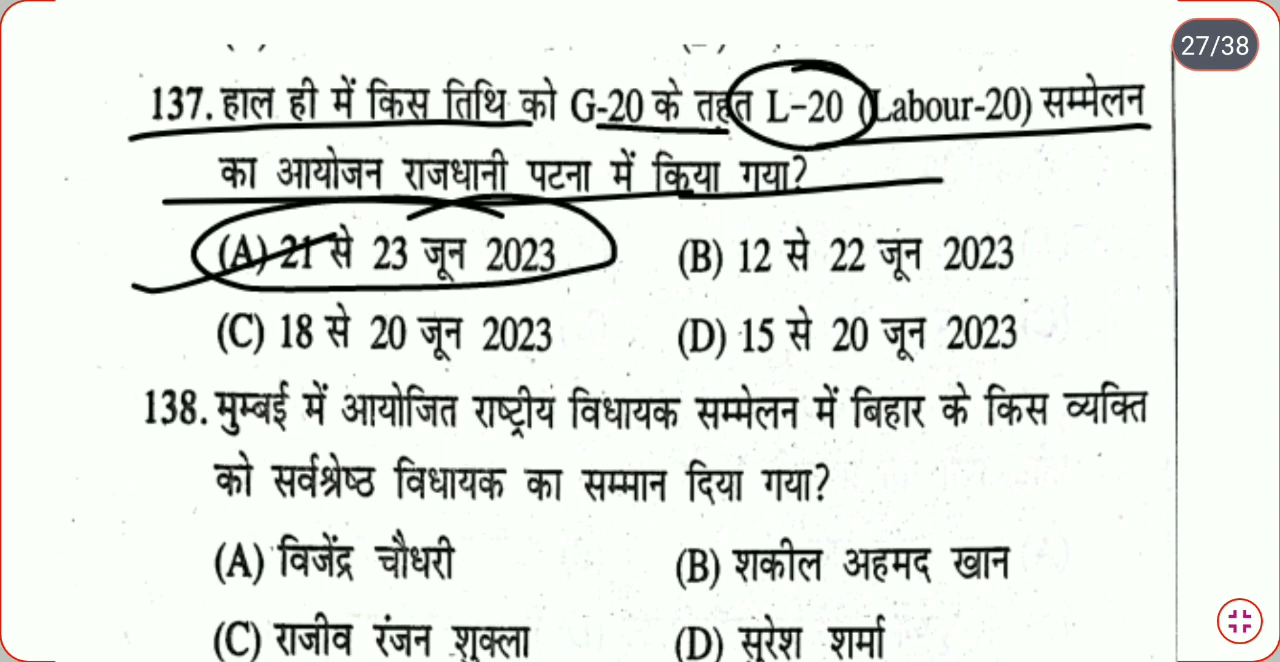 27/38
137. हाल ही में किस तिथि को G-20 के तहत L-20 (Labour-20) सम्मेलन
का आयोजन राजधानी पटना में किया गया?
(A) 21 से 23 जून 2023 (B) 12 से 22 जून 2023
(C) 18 से 20 जून 2023 (D) 15 से 20 जून 2023
138. मुम्बई में आयोजित राष्ट्रीय विधायक सम्मेलन में बिहार के किस व्यक्ति
को सर्वश्रेष्ठ विधायक का सम्मान दिया गया?
(A) विजेंद्र चौधरी (B) शकील अहमद खान
(C) राजीव रंजन शुक्ला (D) सुरेश शर्मा